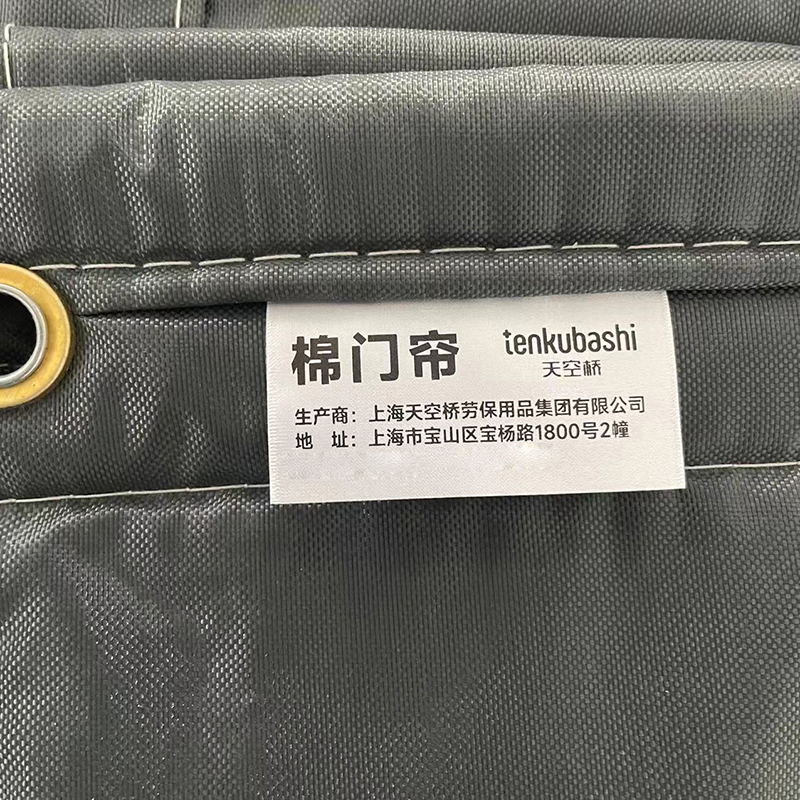 棉门帘
tenkubashi
天空桥
生产商：上海天空桥劳保用品集团有限公司
地 址：上海市宝山区宝杨路1800号2幢